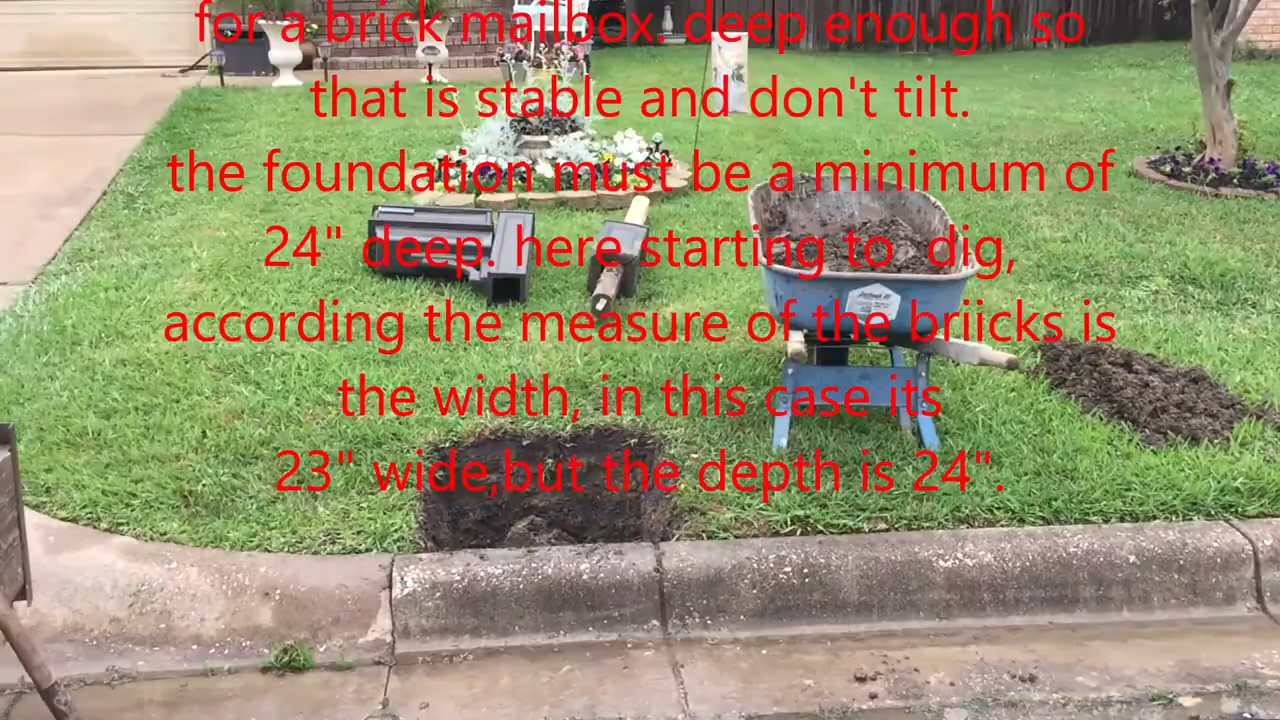 for a brick mailbox. deep enough so
that is stable and don't tilt.
the foundation must be a minimum of
24" deep. here starting to  dig,
according the measure of the briicks is
the width, in this case its
23" wide,but the depth is 24".